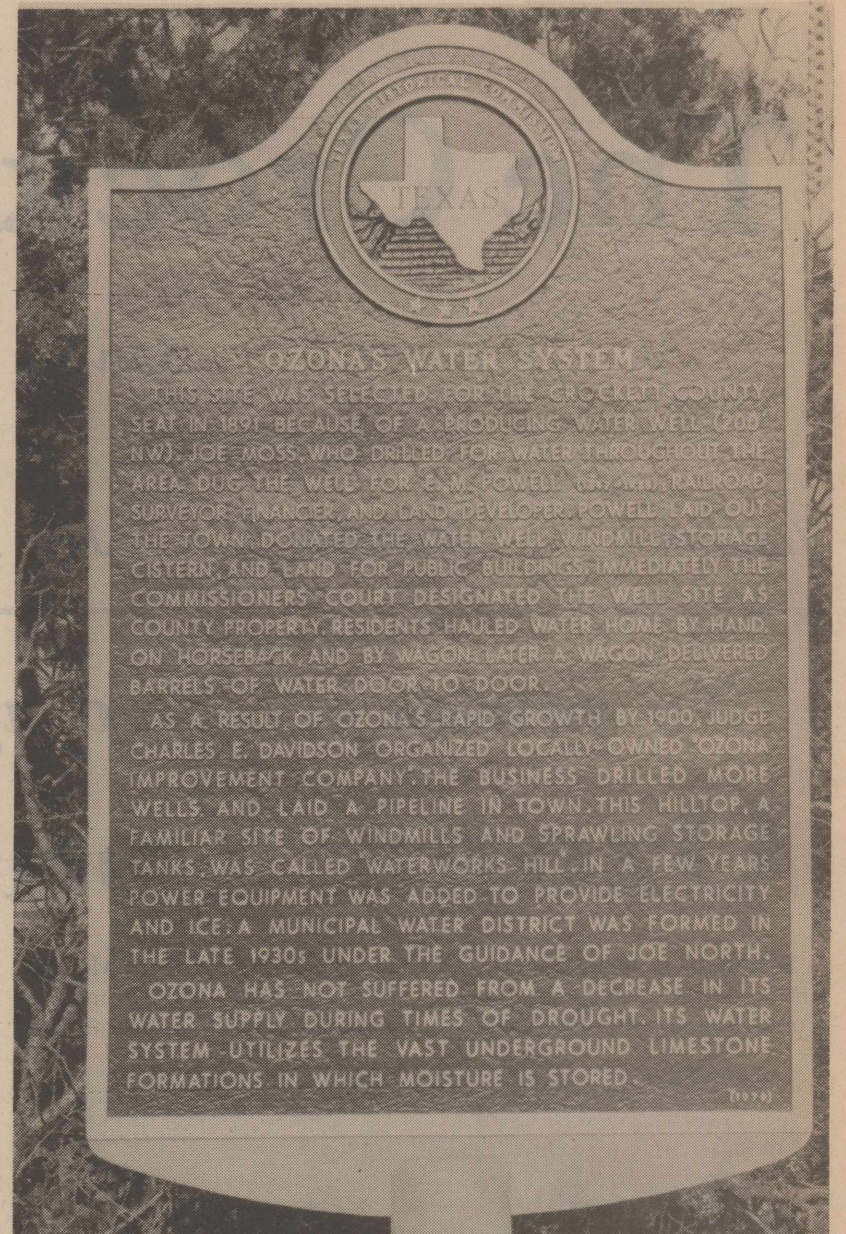 TEXAS HISTORICAL COMMISSION
TEXAS
OZONA'S WATER SYSTEM
THIS SITE WAS SELECTED FOR THE CROCKETT COUNTY
SEAT IN 1891 BECAUSE OF A PRODUCING WATER WELL (200'
NW). JOE MOSS, WHO DRILLED FOR WATER THROUGHOUT THE
AREA, DUG THE WELL FOR E. M. POWELL RAILROAD
SURVEYOR, FINANCIER, AND LAND DEVELOPER. POWELL LAID OUT
THE TOWN, DONATED THE WATER WELL, WINDMILL, STORAGE
CISTERN, AND LAND FOR PUBLIC BUILDINGS. IMMEDIATELY THE
COMMISSIONERS COURT DESIGNATED THE WELL SITE AS
COUNTY PROPERTY. RESIDENTS HAULED WATER HOME BY HAND,
ON HORSEBACK, AND BY WAGON. LATER A WAGON DELIVERED
BARRELS OF WATER DOOR-TO-DOOR.
AS A RESULT OF OZONA'S RAPID GROWTH BY 1900, JUDGE
CHARLES E. DAVIDSON ORGANIZED LOCALLY-OWNED "OZONA
IMPROVEMENT COMPANY". THE BUSINESS DRILLED MORE
WELLS AND LAID A PIPELINE IN TOWN. THIS HILLTOP, A
FAMILIAR SITE OF WINDMILLS AND SPRAWLING STORAGE
TANKS, WAS CALLED "WATERWORKS HILL". IN A FEW YEARS
POWER EQUIPMENT WAS ADDED TO PROVIDE ELECTRICITY
AND ICE. A MUNICIPAL WATER DISTRICT WAS FORMED IN
THE LATE 1930s UNDER THE GUIDANCE OF JOE NORTH.
OZONA HAS NOT SUFFERED FROM A DECREASE IN ITS
WATER SUPPLY DURING TIMES OF DROUGHT. ITS WATER
SYSTEM UTILIZES THE VAST UNDERGROUND LIMESTONE
FORMATIONS IN WHICH MOISTURE IS STORED.
(1979)